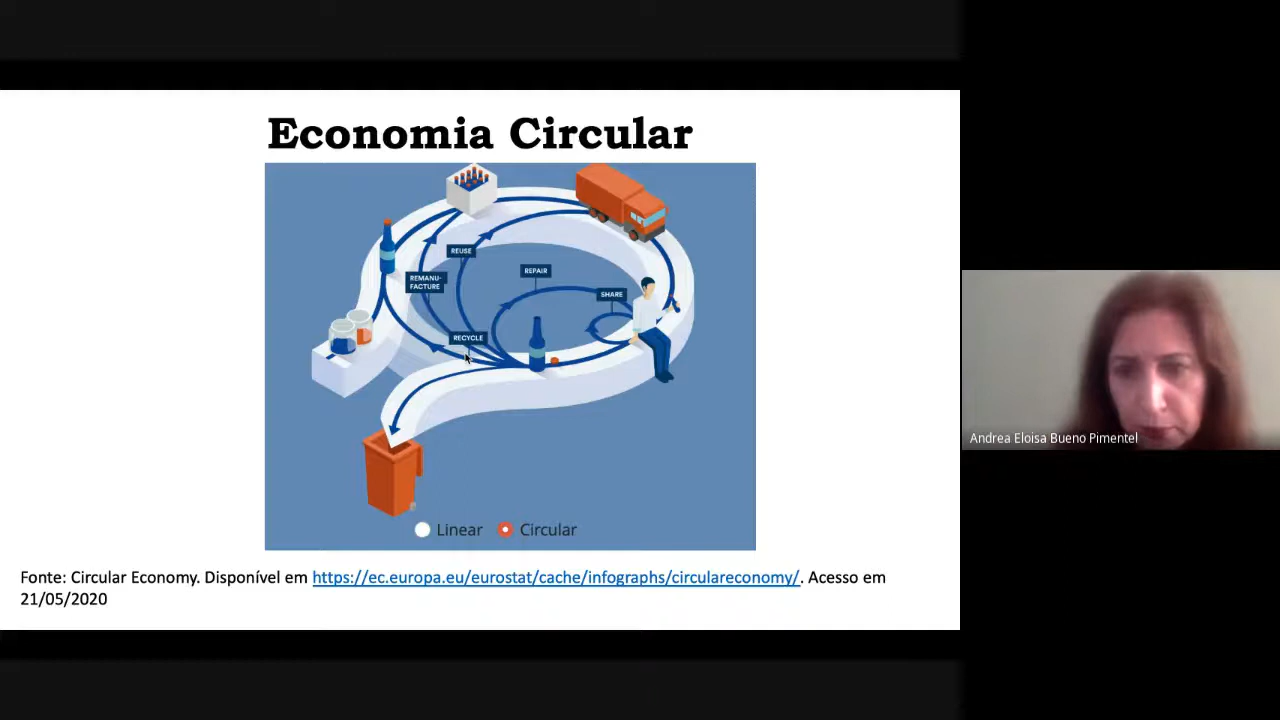 Economia Circular
REUSE
REMANU-
FACTURE
REPAIR
SHARE
RECYCLE
Linear
Circular
Fonte: Circular Economy. Disponível em https://ec.europa.eu/eurostat/cache/infographs/circulareconomy/. Acesso em
21/05/2020
Andrea Eloisa Bueno Pimentel